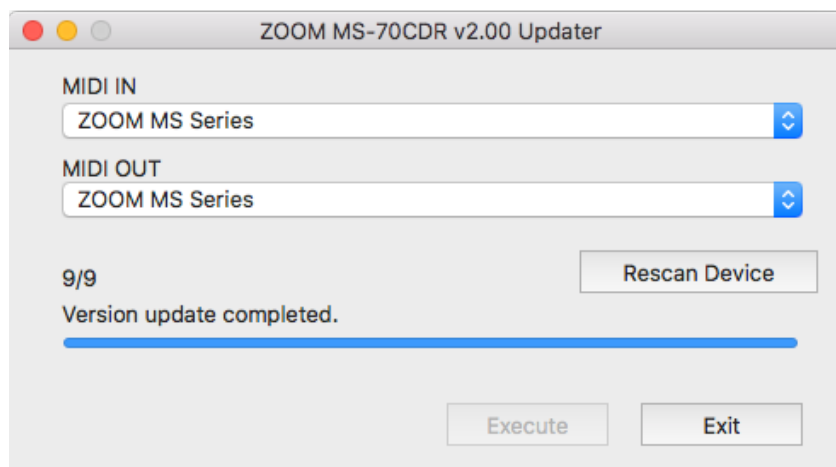 ZOOM MS-70CDR v2.00 Updater
MIDI IN
ZOOM MS Series
MIDI OUT
ZOOM MS Series
Rescan Device
9/9
Version update completed.
Execute
Exit